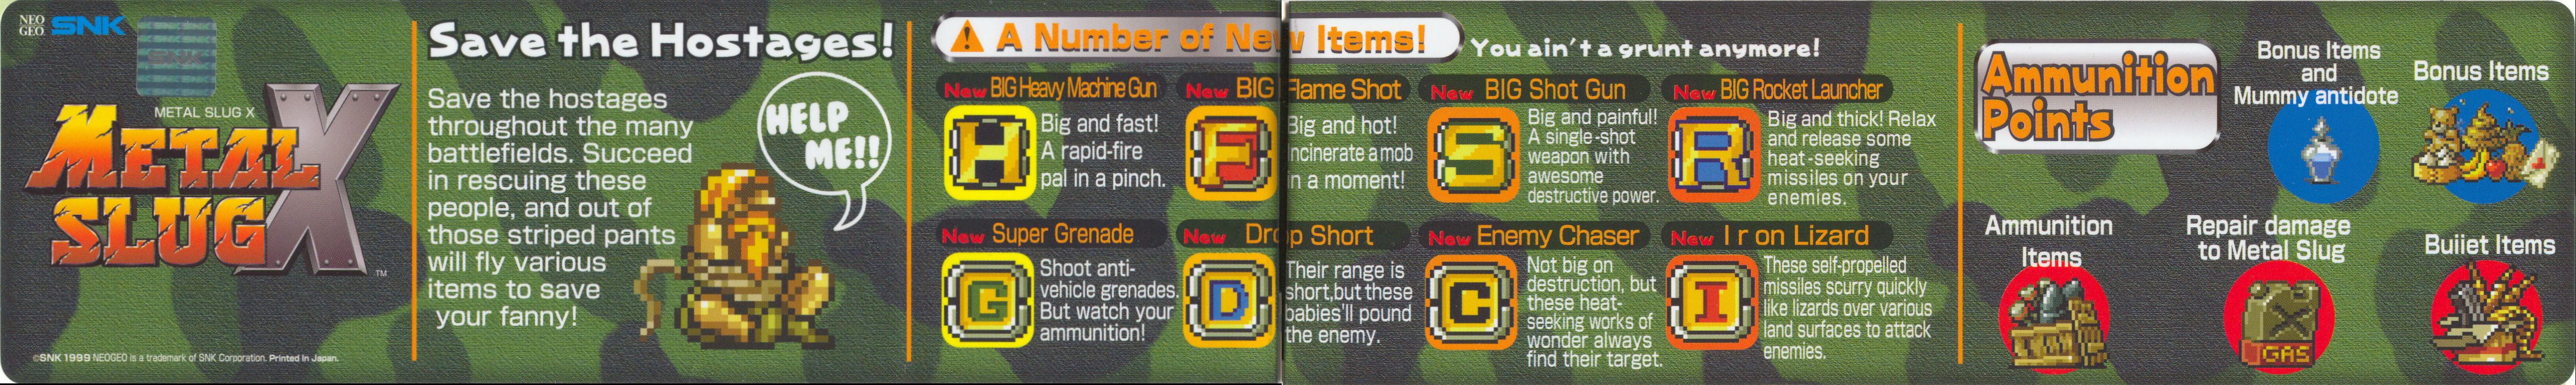 NEO
GEO. SNK
SNK
METAL SLUG X
METAL
SLUG X
TM
©SNK 1999 NEOGEO is a trademark of SNK Corporation. Printed in Japan.
Save the Hostages!
Save the hostages
throughout the many
battlefields. Succeed
in rescuing these
people, and out of
those striped pants
will fly various
items to save
your fanny!
HELP
ME!!
A Number of New Items!
You ain't a grunt anymore!
New BIG Heavy Machine Gun
H
Big and fast!
A rapid-fire
pal in a pinch.
New BIG Flame Shot
F
Big and hot!
Incinerate a mob
in a moment!
New BIG Shot Gun
S
Big and painful!
A single-shot
weapon with
awesome
destructive power.
New BIG Rocket Launcher
R
Big and thick! Relax
and release some
heat-seeking
missiles on your
enemies.
New Super Grenade
G
Shoot anti-
vehicle grenades.
But watch your
ammunition!
New Drop Short
D
Their range is
short,but these
babies'll pound
the enemy.
New Enemy Chaser
C
Not big on
destruction, but
these heat-
seeking works of
wonder always
find their target.
New I r on Lizard
I
These self-propelled
missiles scurry quickly
like lizards over various
land surfaces to attack
enemies.
Ammunition
Points
Bonus Items
and
Mummy antidote
Bonus Items
Ammunition
Items
Repair damage
to Metal Slug
GAS
Buiiet Items